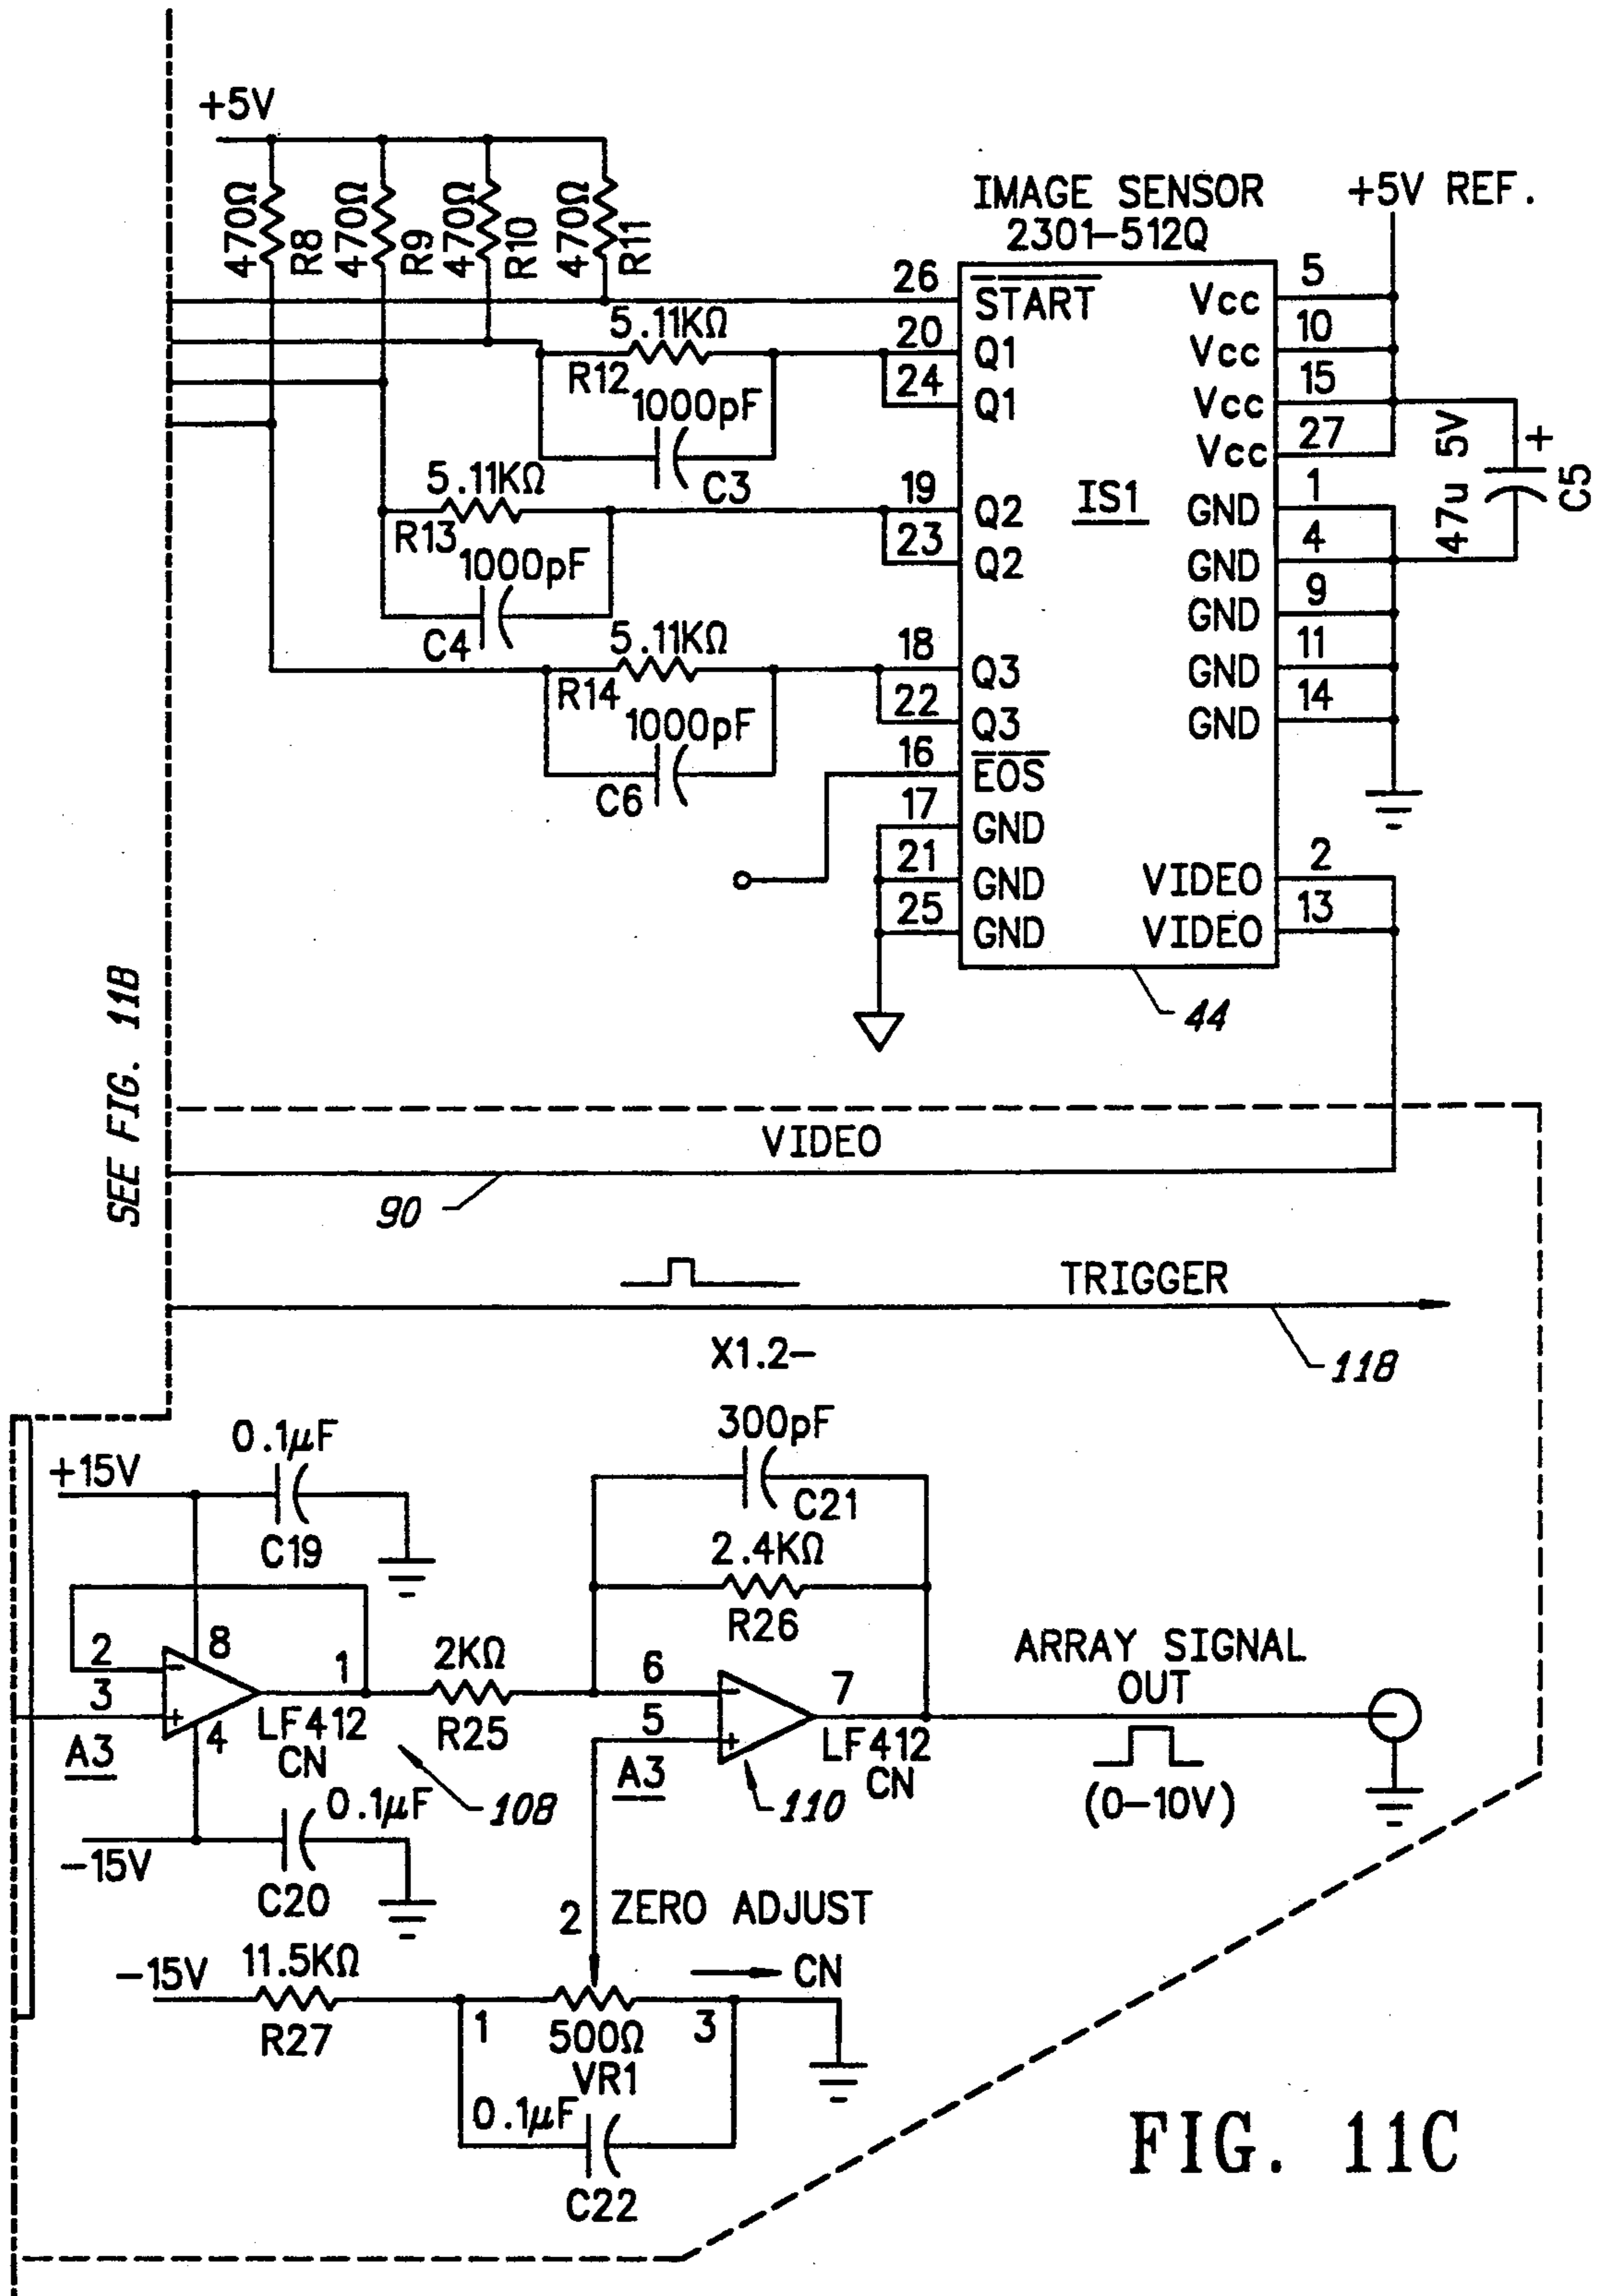 +5V
470Ω
R8
470Ω
R9
470Ω
R10
470Ω
R11
IMAGE SENSOR
2301-512Q
+5V REF.
26
START
5.11KΩ
20
Q1
R12
24
Q1
1000pF
C3
5.11KΩ
19
Q2
R13
23
Q2
1000pF
C4
5.11KΩ
18
Q3
R14
22
Q3
1000pF
C6
16
EOS
17
GND
21
GND
25
GND
IS1
Vcc
5
Vcc
10
Vcc
15
Vcc
27
GND
1
GND
4
GND
9
GND
11
GND
14
47u 5V
+
C5
VIDEO
2
VIDEO
13
44
SEE FIG. 11B
VIDEO
90
TRIGGER
118
X1.2-
0.1μF
+15V
C19
300pF
C21
2.4KΩ
R26
2
-
8
1
3
+
4
A3
LF412
CN
108
2KΩ
R25
6
-
5
+
7
A3
LF412
CN
110
ARRAY SIGNAL
OUT
(0-10V)
0.1μF
-15V
C20
2
ZERO ADJUST
-15V
11.5KΩ
R27
CN
1
500Ω
3
VR1
0.1μF
C22
FIG. 11C